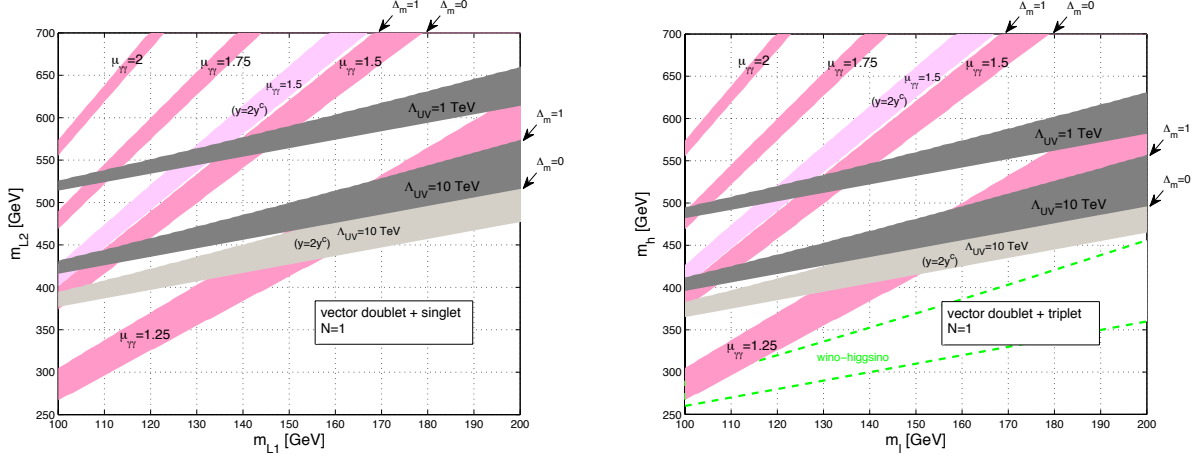 Δm=1
Δm=0
700
650
600
550
500
450
400
350
300
250
mL2 [GeV]
μγγ=2
μγγ=1.75
μγγ=1.5
(y=2yc)
μγγ=1.5
ΛUV=1 TeV
Δm=1
ΛUV=10 TeV
Δm=0
ΛUV=10 TeV
(y=2yc)
μγγ=1.25
vector doublet + singlet
N=1
100
110
120
130
140
150
160
170
180
190
200
mL1 [GeV]
Δm=1
Δm=0
700
650
600
550
500
450
400
350
300
250
mh [GeV]
μγγ=2
μγγ=1.75
μγγ=1.5
(y=2yc)
μγγ=1.5
ΛUV=1 TeV
Δm=1
ΛUV=10 TeV
Δm=0
ΛUV=10 TeV
(y=2yc)
μγγ=1.25
vector doublet + triplet
N=1
wino-higgsino
100
110
120
130
140
150
160
170
180
190
200
ml [GeV]